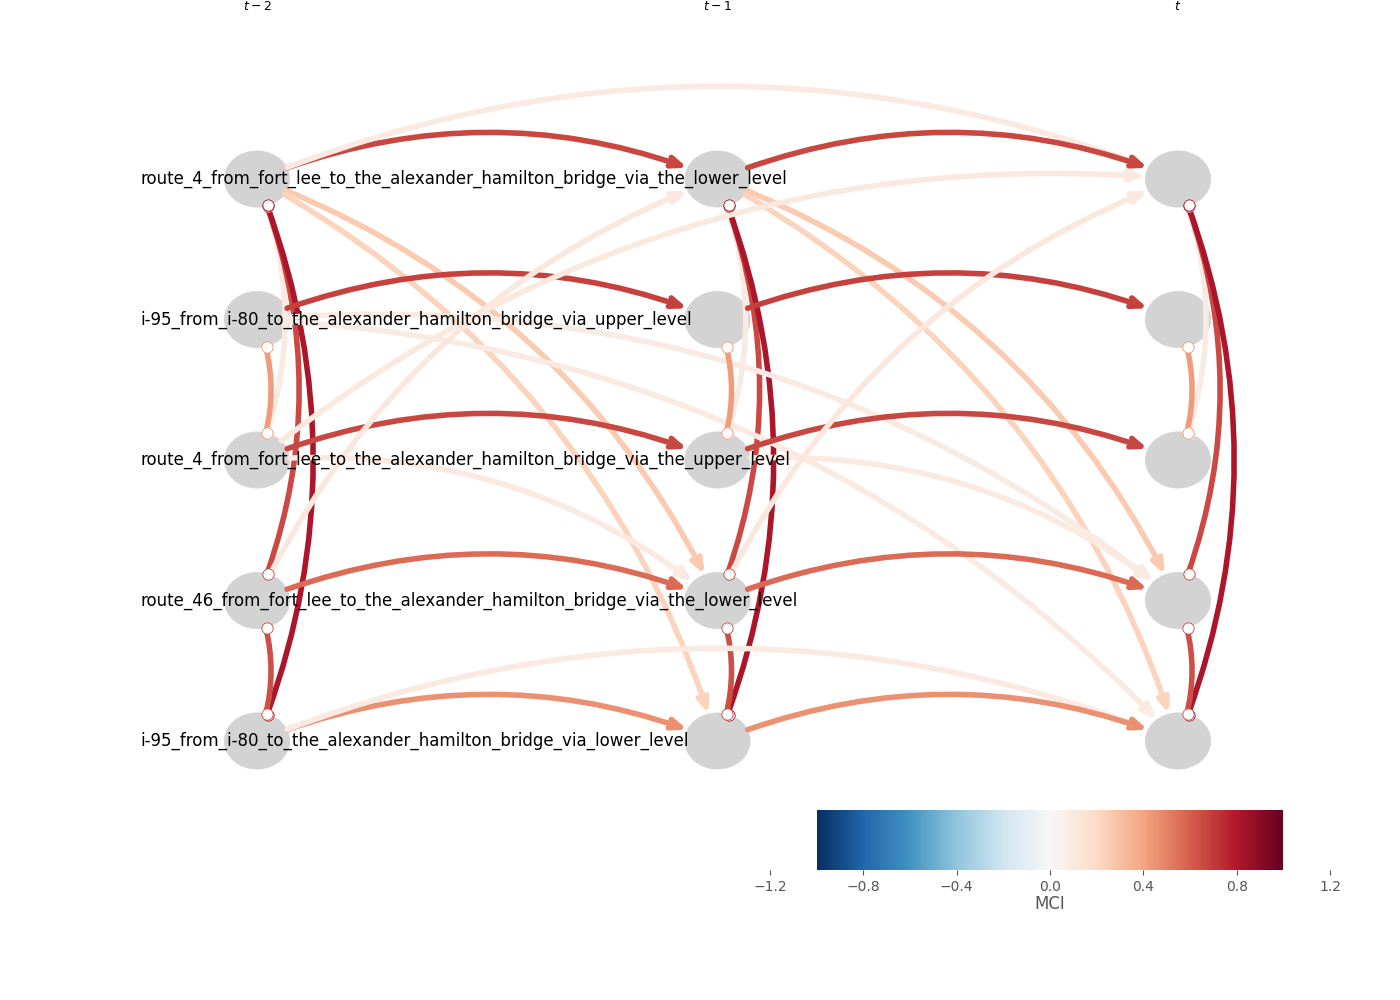 t − 2 t − 1 t
route_4_from_fort_lee_to_the_alexander_hamilton_bridge_via_the_lower_level
i-95_from_i-80_to_the_alexander_hamilton_bridge_via_upper_level
route_4_from_fort_lee_to_the_alexander_hamilton_bridge_via_the_upper_level
route_46_from_fort_lee_to_the_alexander_hamilton_bridge_via_the_lower_level
i-95_from_i-80_to_the_alexander_hamilton_bridge_via_lower_level
−1.2 −0.8 −0.4 0.0 0.4 0.8 1.2
MCI